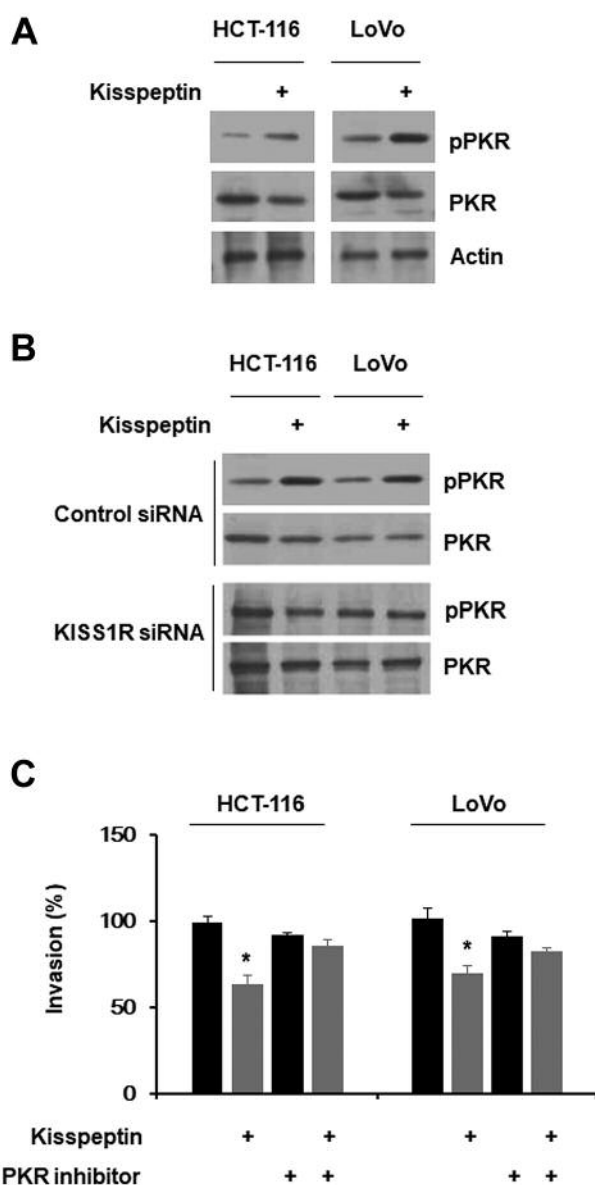 A
HCT-116 LoVo
Kisspeptin + +
pPKR
PKR
Actin
B
HCT-116 LoVo
Kisspeptin + +
Control siRNA
pPKR
PKR
KISS1R siRNA
pPKR
PKR
C
HCT-116 LoVo
150
100
50
0
Invasion (%)
* *
Kisspeptin + + + +
PKR inhibitor + + + +